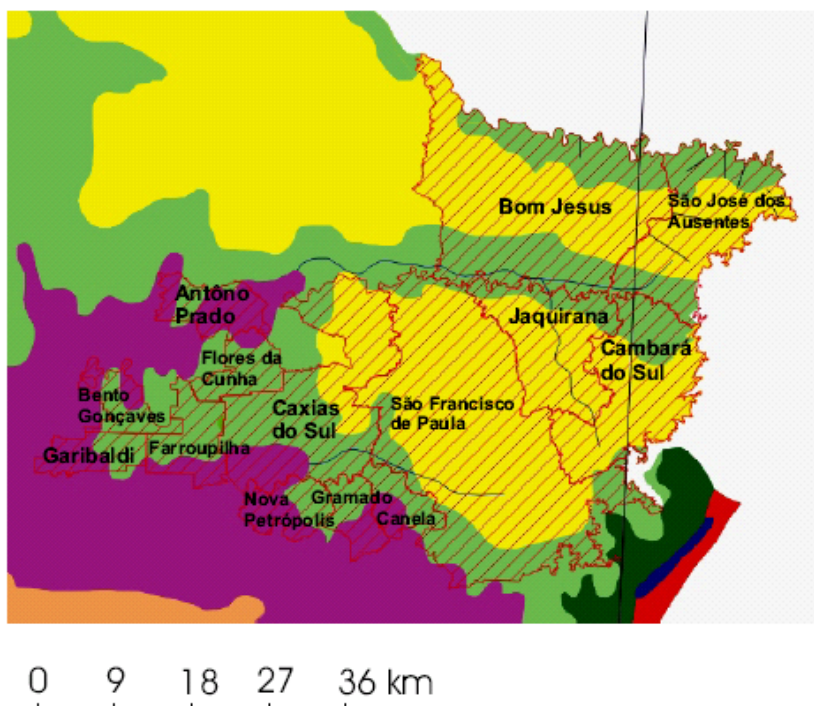 Bom Jesus
São José dos
Ausentes
Antôno
Prado
Jaquirana
Cambará
do Sul
Flores da
Cunha
Bento
Gonçaves
Caxias
do Sul
São Francisco
de Paula
Garibaldi
Farroupilha
Nova
Petrópolis
Gramado
Canela
0 9 18 27 36 km